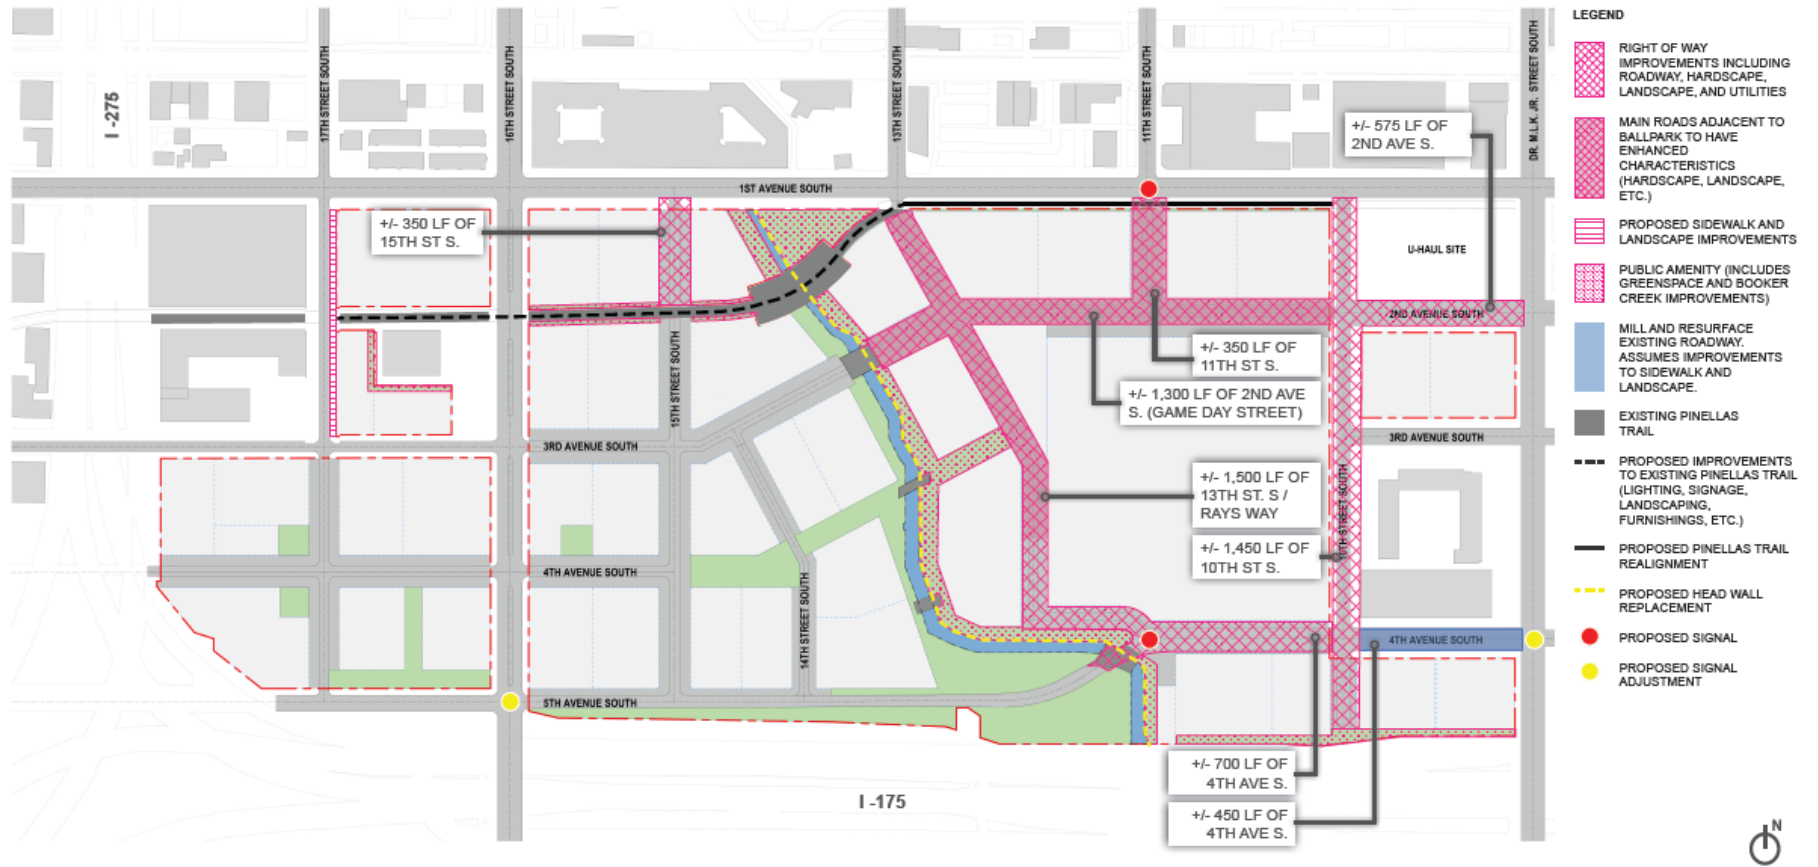 I-275
17TH STREET SOUTH
16TH STREET SOUTH
13TH STREET SOUTH
11TH STREET SOUTH
DR. M.L.K. JR. STREET SOUTH
+/- 575 LF OF
2ND AVE S.
1ST AVENUE SOUTH
+/- 350 LF OF
15TH ST S.
U-HAUL SITE
2ND AVENUE SOUTH
+/- 350 LF OF
11TH ST S.
+/- 1,300 LF OF 2ND AVE
S. (GAME DAY STREET)
15TH STREET SOUTH
3RD AVENUE SOUTH
3RD AVENUE SOUTH
+/- 1,500 LF OF
13TH ST. S /
RAYS WAY
10TH STREET SOUTH
+/- 1,450 LF OF
10TH ST S.
4TH AVENUE SOUTH
14TH STREET SOUTH
4TH AVENUE SOUTH
5TH AVENUE SOUTH
+/- 700 LF OF
4TH AVE S.
+/- 450 LF OF
4TH AVE S.
I -175
LEGEND
RIGHT OF WAY
IMPROVEMENTS INCLUDING
ROADWAY, HARDSCAPE,
LANDSCAPE, AND UTILITIES
MAIN ROADS ADJACENT TO
BALLPARK TO HAVE
ENHANCED
CHARACTERISTICS
(HARDSCAPE, LANDSCAPE,
ETC.)
PROPOSED SIDEWALK AND
LANDSCAPE IMPROVEMENTS
PUBLIC AMENITY (INCLUDES
GREENSPACE AND BOOKER
CREEK IMPROVEMENTS)
MILL AND RESURFACE
EXISTING ROADWAY.
ASSUMES IMPROVEMENTS
TO SIDEWALK AND
LANDSCAPE.
EXISTING PINELLAS
TRAIL
PROPOSED IMPROVEMENTS
TO EXISTING PINELLAS TRAIL
(LIGHTING, SIGNAGE,
LANDSCAPING,
FURNISHINGS, ETC.)
PROPOSED PINELLAS TRAIL
REALIGNMENT
PROPOSED HEAD WALL
REPLACEMENT
PROPOSED SIGNAL
PROPOSED SIGNAL
ADJUSTMENT
N